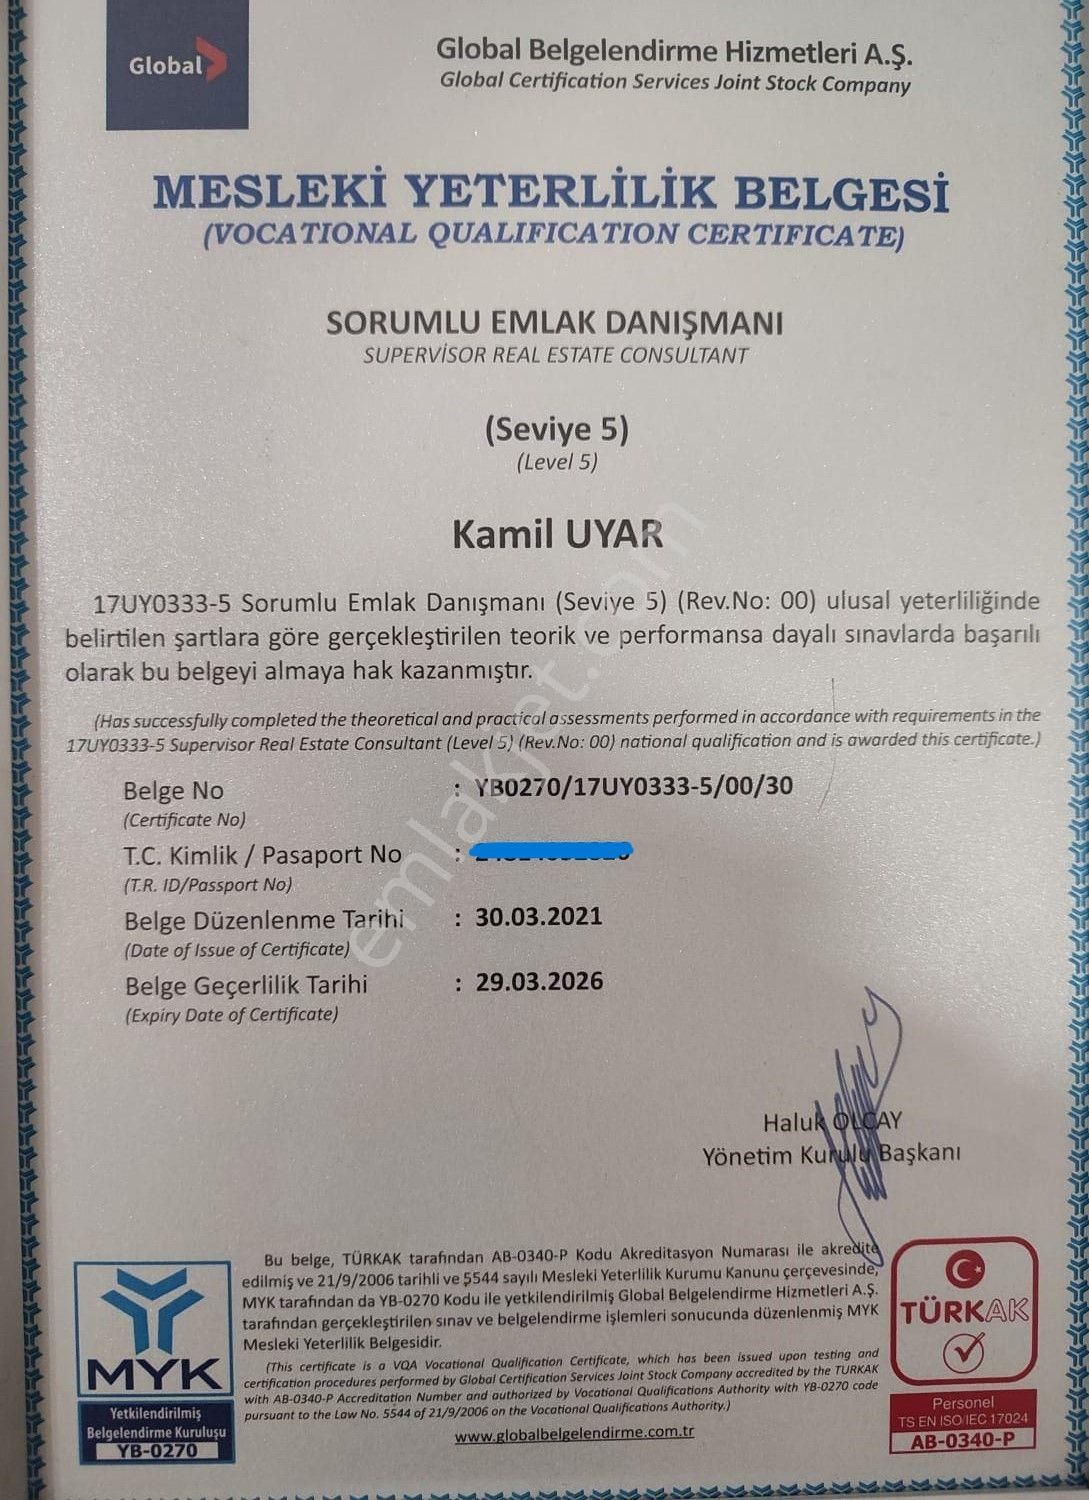 Global
Global Belgelendirme Hizmetleri A.Ş.
Global Certification Services Joint Stock Company
MESLEKİ YETERLİLİK BELGESİ
(VOCATIONAL QUALIFICATION CERTIFICATE)
SORUMLU EMLAK DANIŞMANI
SUPERVİSOR REAL ESTATE CONSULTANT
(Seviye 5)
(Level 5)
Kamil UYAR
17UY0333-5 Sorumlu Emlak Danışmanı (Seviye 5) (Rev.No: 00) ulusal yeterliliğinde
belirtilen şartlara göre gerçekleştirilen teorik ve performansa dayalı sınavlarda başarılı
olarak bu belgeyi almaya hak kazanmıştır.
(Has successfully completed the theoretical and practical assessments performed in accordance with requirements in the
17UY0333-5 Supervisor Real Estate Consultant (Level 5) (Rev.No: 00) national qualification and is awarded this certificate.)
Belge No : YB0270/17UY0333-5/00/30
(Certificate No)
T.C. Kimlik / Pasaport No :
(T.R. ID/Passport No)
Belge Düzenlenme Tarihi : 30.03.2021
(Date of Issue of Certificate)
Belge Geçerlilik Tarihi : 29.03.2026
(Expiry Date of Certificate)
emlakjet.com
Haluk OLCAY
Yönetim Kurulu Başkanı
Bu belge, TÜRKAK tarafından AB-0340-P Kodu Akreditasyon Numarası ile akredite
edilmiş ve 21/9/2006 tarihli ve 5544 sayılı Mesleki Yeterlilik Kurumu Kanunu çerçevesinde,
MYK tarafından da YB-0270 Kodu ile yetkilendirilmiş Global Belgelendirme Hizmetleri A.Ş.
tarafından gerçekleştirilen sınav ve belgelendirme işlemleri sonucunda düzenlenmiş MYK
Mesleki Yeterlilik Belgesidir.
(This certificate is a VQA Vocational Qualification Certificate, which has been issued upon testing and
certification procedures performed by Global Certification Services Joint Stock Company accredited by the TURKAK
with AB-0340-P Accreditation Number and authorized by Vocational Qualifications Authority with YB-0270 code
pursuant to the Law No. 5544 of 21/9/2006 on the Vocational Qualifications Authority.)
www.globalbelgelendirme.com.tr
MYK
Yetkilendirilmiş
Belgelendirme Kuruluşu
YB-0270
TÜRKAK
Personel
TS EN ISO/IEC 17024
AB-0340-P